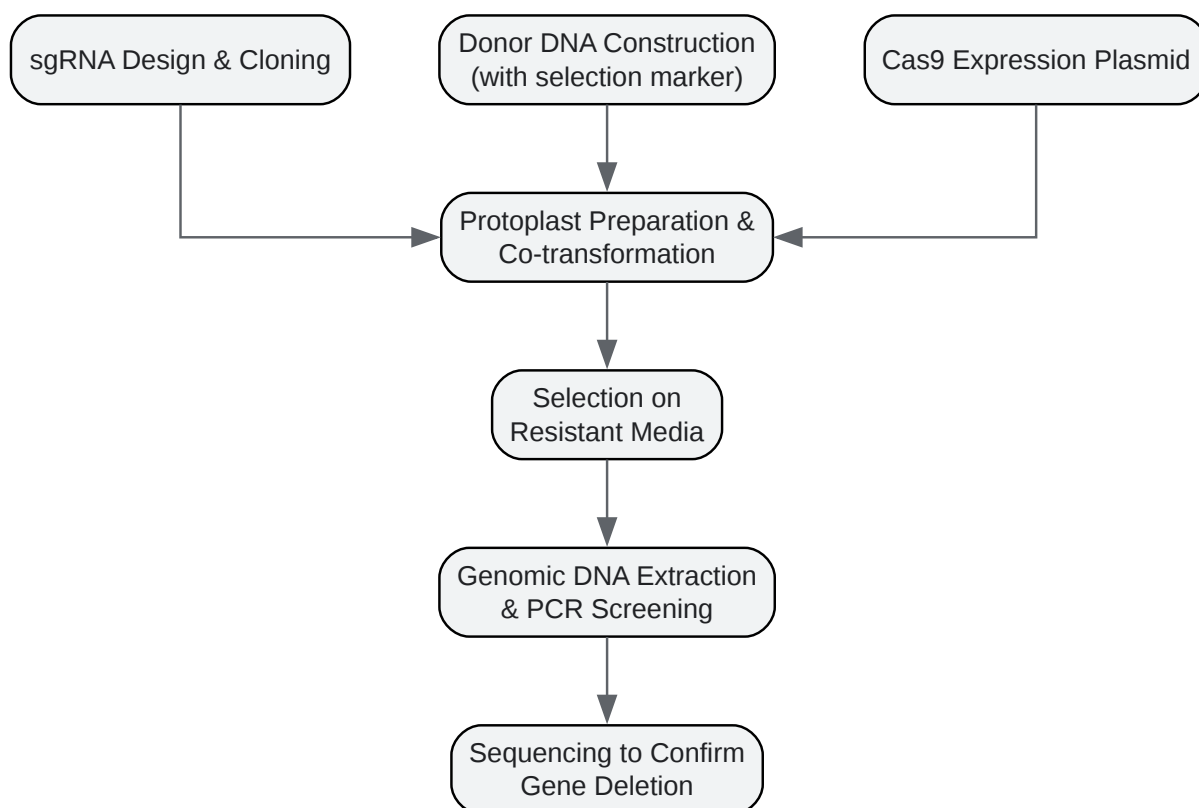 sgRNA Design & Cloning
Donor DNA Construction
(with selection marker)
Cas9 Expression Plasmid
Protoplast Preparation &
Co-transformation
Selection on
Resistant Media
Genomic DNA Extraction
& PCR Screening
Sequencing to Confirm
Gene Deletion